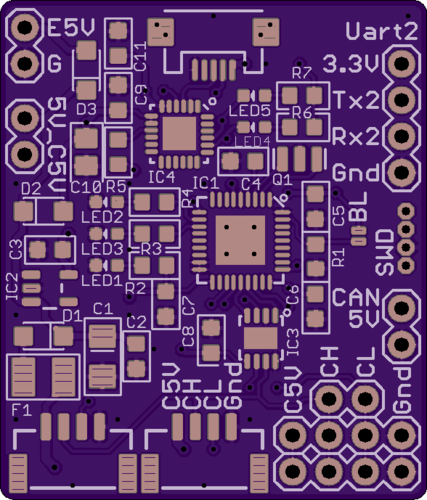 E5V
Uart2
C11
G
3.3V
R7
D3
C9
LED5
Tx2
R6
5V_C5V
LED4
Rx2
IC4
C10
R5
IC1
C4
Q1
Gnd
D2
LED2
R4
C5
BL
C3
LED3
R3
R1
SWD
IC2
LED1
R2
C7
C6
CAN
5V
D1
C1
C2
C8
IC3
C5V
CH
CL
Gnd
C5V
CH
CL
Gnd
F1